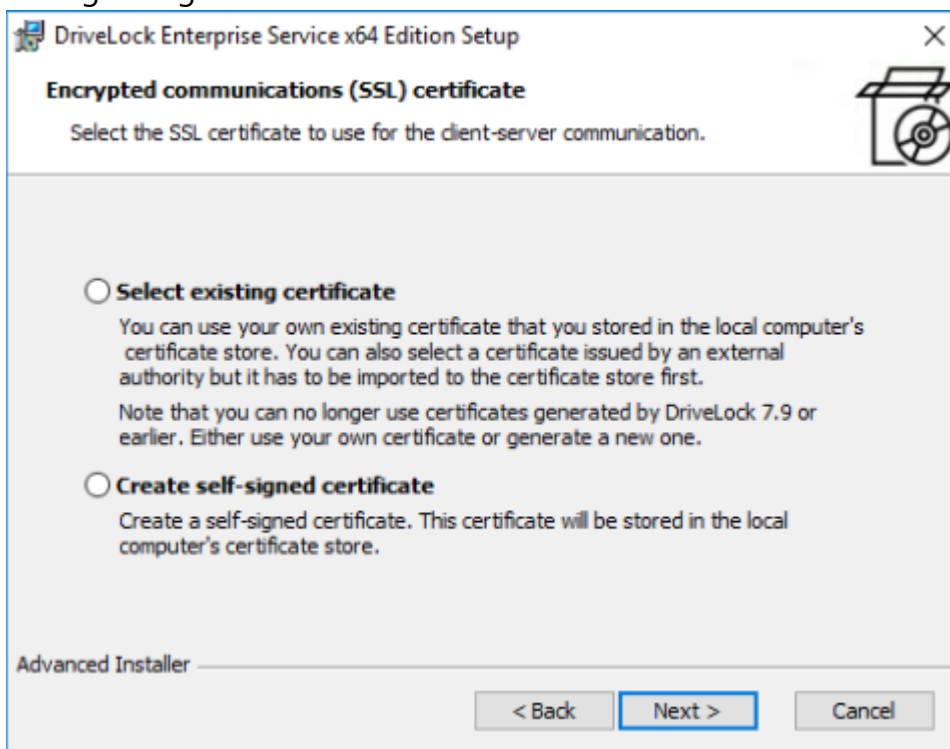 DriveLock Enterprise Service x64 Edition Setup
Encrypted communications (SSL) certificate
Select the SSL certificate to use for the client-server communication.
Select existing certificate
You can use your own existing certificate that you stored in the local computer's
certificate store. You can also select a certificate issued by an external
authority but it has to be imported to the certificate store first.
Note that you can no longer use certificates generated by DriveLock 7.9 or
earlier. Either use your own certificate or generate a new one.
Create self-signed certificate
Create a self-signed certificate. This certificate will be stored in the local
computer's certificate store.
Advanced Installer
< Back Next > Cancel